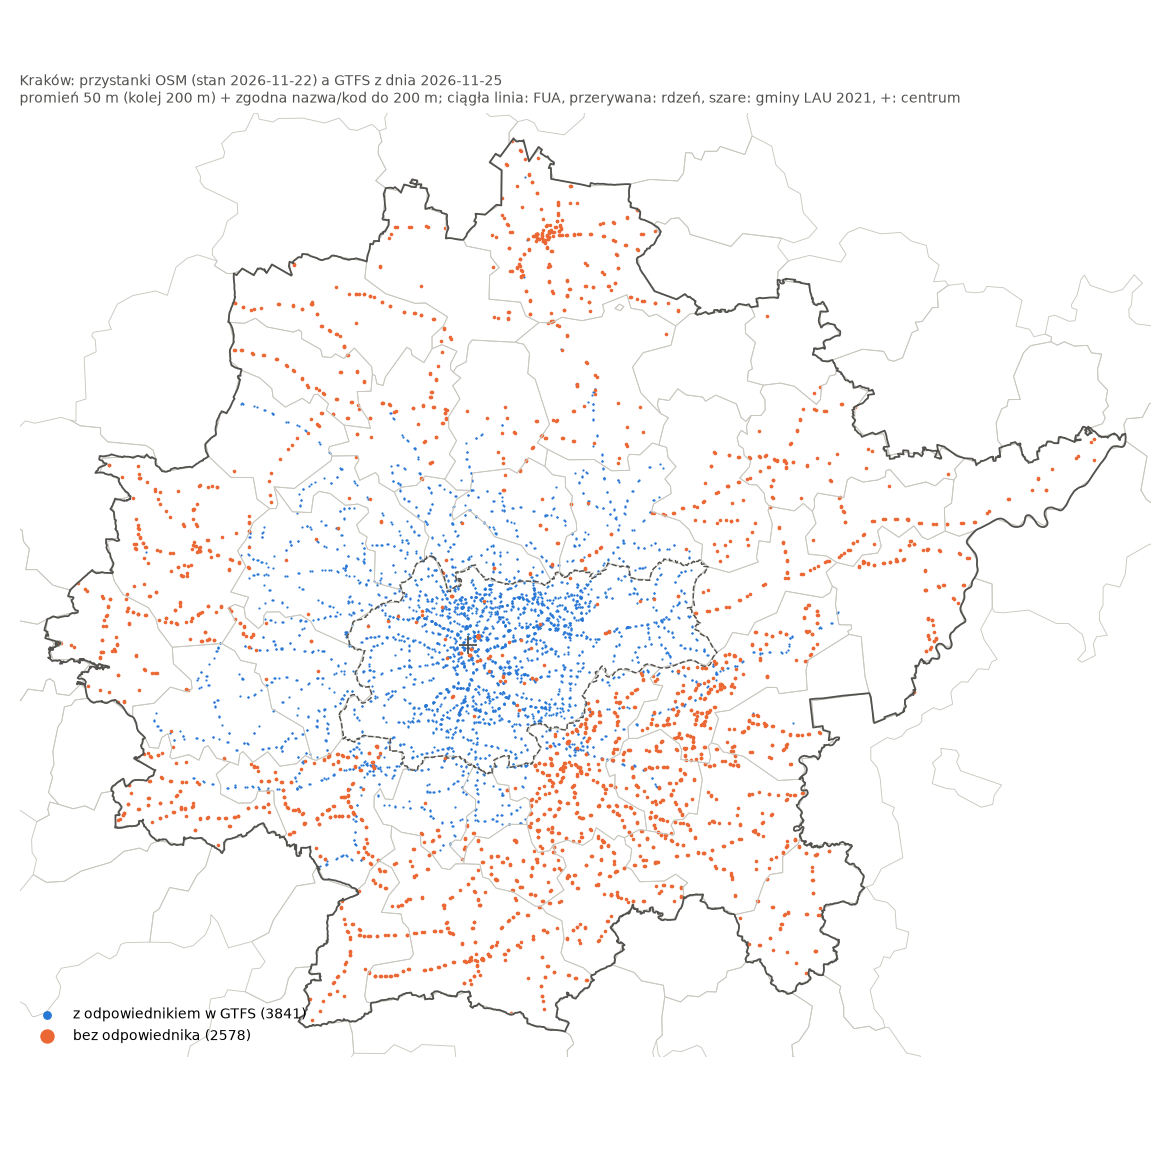 Kraków: przystanki OSM (stan 2026-11-22) a GTFS z dnia 2026-11-25
promień 50 m (kolej 200 m) + zgodna nazwa/kod do 200 m; ciągła linia: FUA, przerywana: rdzeń, szare: gminy LAU 2021, +: centrum
z odpowiednikiem w GTFS (3841)
bez odpowiednika (2578)